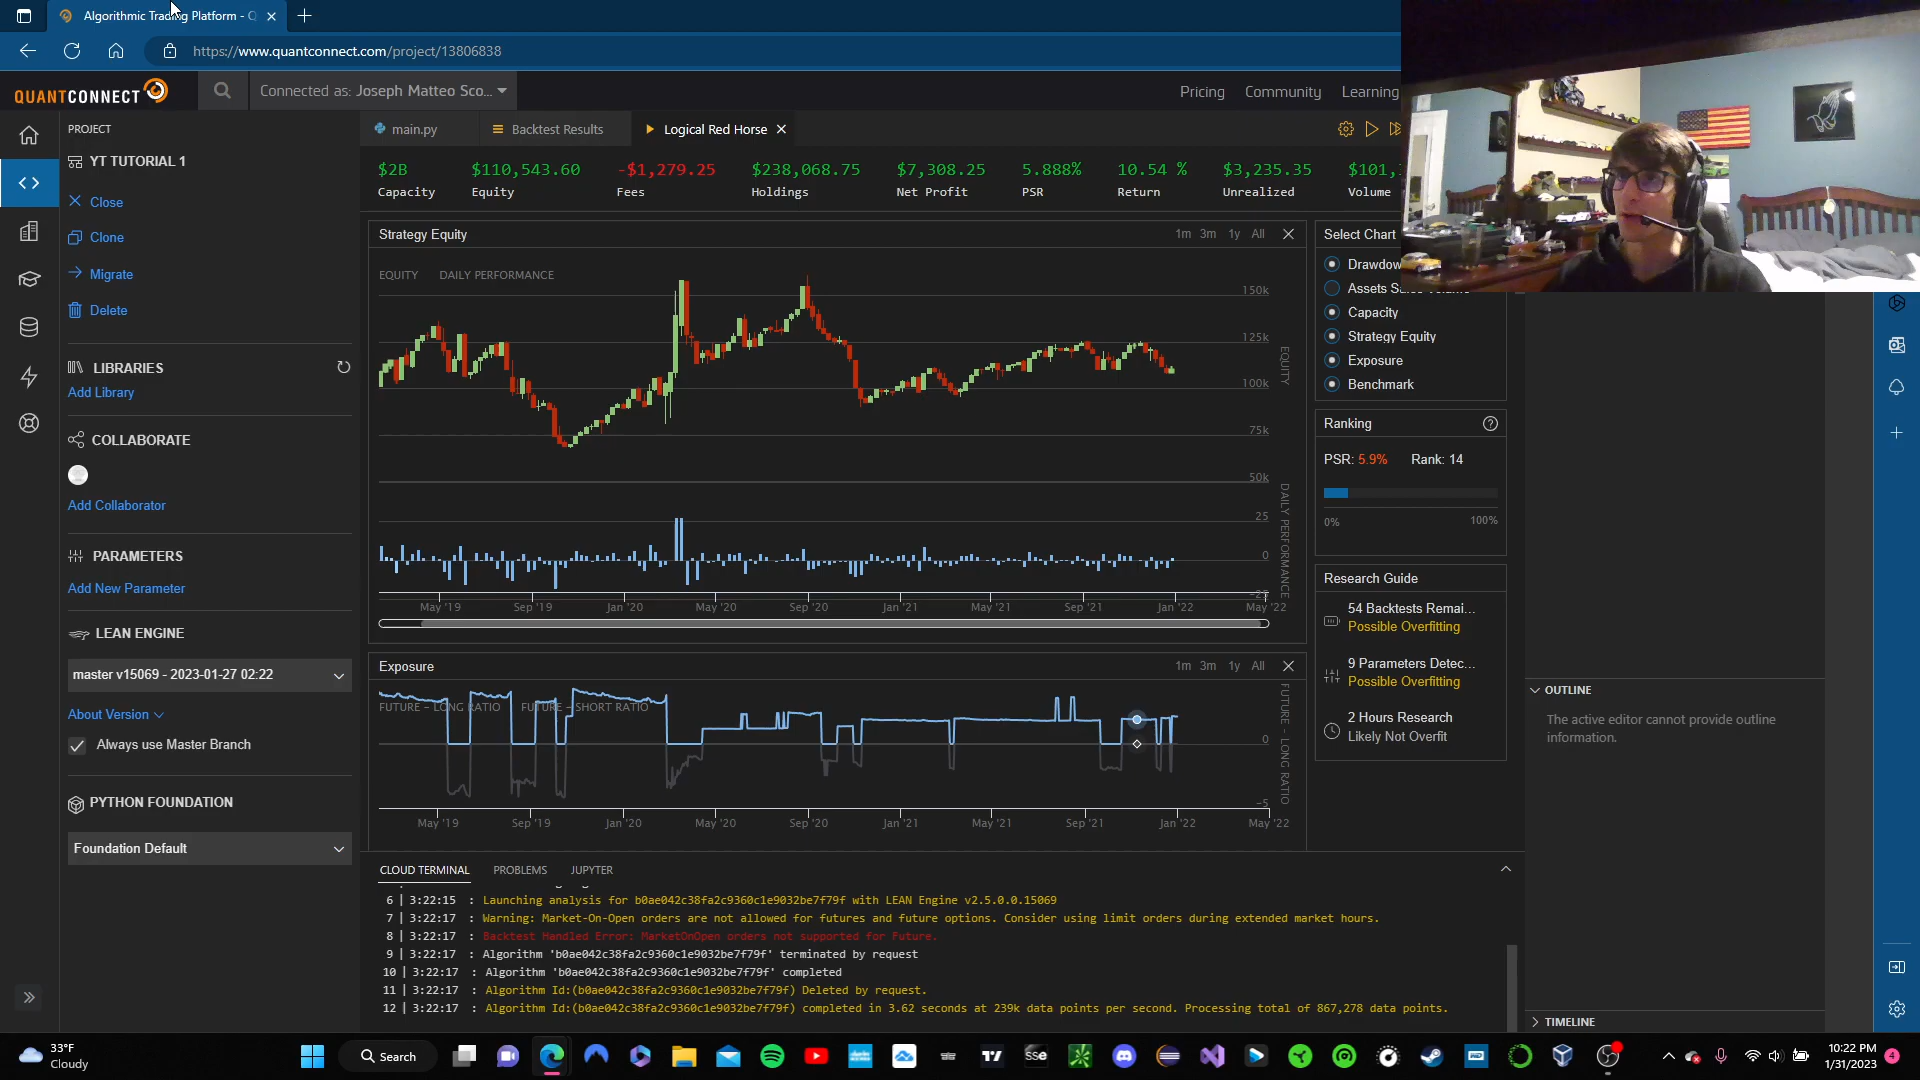 Algorithmic Trading Platform - Q
https://www.quantconnect.com/project/13806838
QUANTCONNECT
Connected as: Joseph Matteo Sco...
Pricing
Community
Learning
PROJECT
YT TUTORIAL 1
Close
Clone
Migrate
Delete
LIBRARIES
Add Library
COLLABORATE
Add Collaborator
PARAMETERS
Add New Parameter
LEAN ENGINE
master v15069 - 2023-01-27 02:22
About Version
Always use Master Branch
PYTHON FOUNDATION
Foundation Default
main.py
Backtest Results
Logical Red Horse
$2B $110,543.60 -$1,279.25 $238,068.75 $7,308.25 5.888% 10.54 % $3,235.35 $101,
Capacity Equity Fees Holdings Net Profit PSR Return Unrealized Volume
Strategy Equity
1m 3m 1y All
EQUITY DAILY PERFORMANCE
150k
125k
100k
75k
50k
25
0
-25
EQUITY
DAILY PERFORMANCE
May '19 Sep '19 Jan '20 May '20 Sep '20 Jan '21 May '21 Sep '21 Jan '22 May '22
Exposure
1m 3m 1y All
FUTURE - LONG RATIO FUTURE - SHORT RATIO
0
-5
FUTURE - LONG RATIO
May '19 Sep '19 Jan '20 May '20 Sep '20 Jan '21 May '21 Sep '21 Jan '22 May '22
Select Chart
Drawdow
Assets Sales Volume
Capacity
Strategy Equity
Exposure
Benchmark
Ranking
PSR: 5.9% Rank: 14
0% 100%
Research Guide
54 Backtests Remai...
Possible Overfitting
9 Parameters Detec...
Possible Overfitting
2 Hours Research
Likely Not Overfit
OUTLINE
The active editor cannot provide outline
information.
TIMELINE
CLOUD TERMINAL PROBLEMS JUPYTER
6 | 3:22:15 : Launching analysis for b0ae042c38fa2c9360c1e9032be7f79f with LEAN Engine v2.5.0.0.15069
7 | 3:22:17 : Warning: Market-On-Open orders are not allowed for futures and future options. Consider using limit orders during extended market hours.
8 | 3:22:17 : Backtest Handled Error: MarketOnOpen orders not supported for Future.
9 | 3:22:17 : Algorithm 'b0ae042c38fa2c9360c1e9032be7f79f' terminated by request
10 | 3:22:17 : Algorithm 'b0ae042c38fa2c9360c1e9032be7f79f' completed
11 | 3:22:17 : Algorithm Id:(b0ae042c38fa2c9360c1e9032be7f79f) Deleted by request.
12 | 3:22:17 : Algorithm Id:(b0ae042c38fa2c9360c1e9032be7f79f) completed in 3.62 seconds at 239k data points per second. Processing total of 867,278 data points.
33°F
Cloudy
Search
sse
10:22 PM
1/31/2023
4